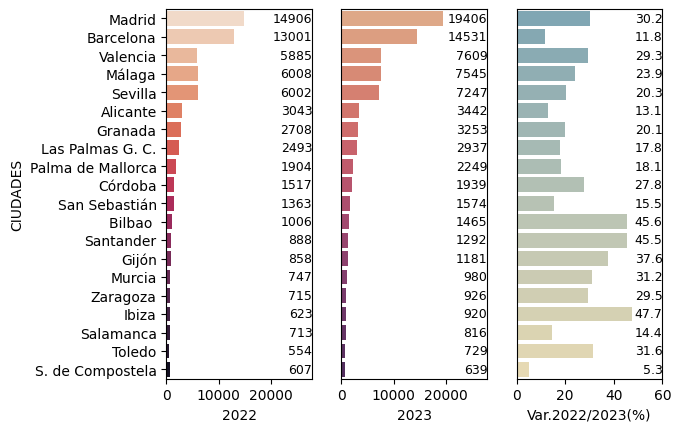 CIUDADES
Madrid 14906 19406 30.2
Barcelona 13001 14531 11.8
Valencia 5885 7609 29.3
Málaga 6008 7545 23.9
Sevilla 6002 7247 20.3
Alicante 3043 3442 13.1
Granada 2708 3253 20.1
Las Palmas G. C. 2493 2937 17.8
Palma de Mallorca 1904 2249 18.1
Córdoba 1517 1939 27.8
San Sebastián 1363 1574 15.5
Bilbao 1006 1465 45.6
Santander 888 1292 45.5
Gijón 858 1181 37.6
Murcia 747 980 31.2
Zaragoza 715 926 29.5
Ibiza 623 920 47.7
Salamanca 713 816 14.4
Toledo 554 729 31.6
S. de Compostela 607 639 5.3
0 10000 20000 0 10000 20000 0 20 40 60
2022 2023 Var.2022/2023(%)